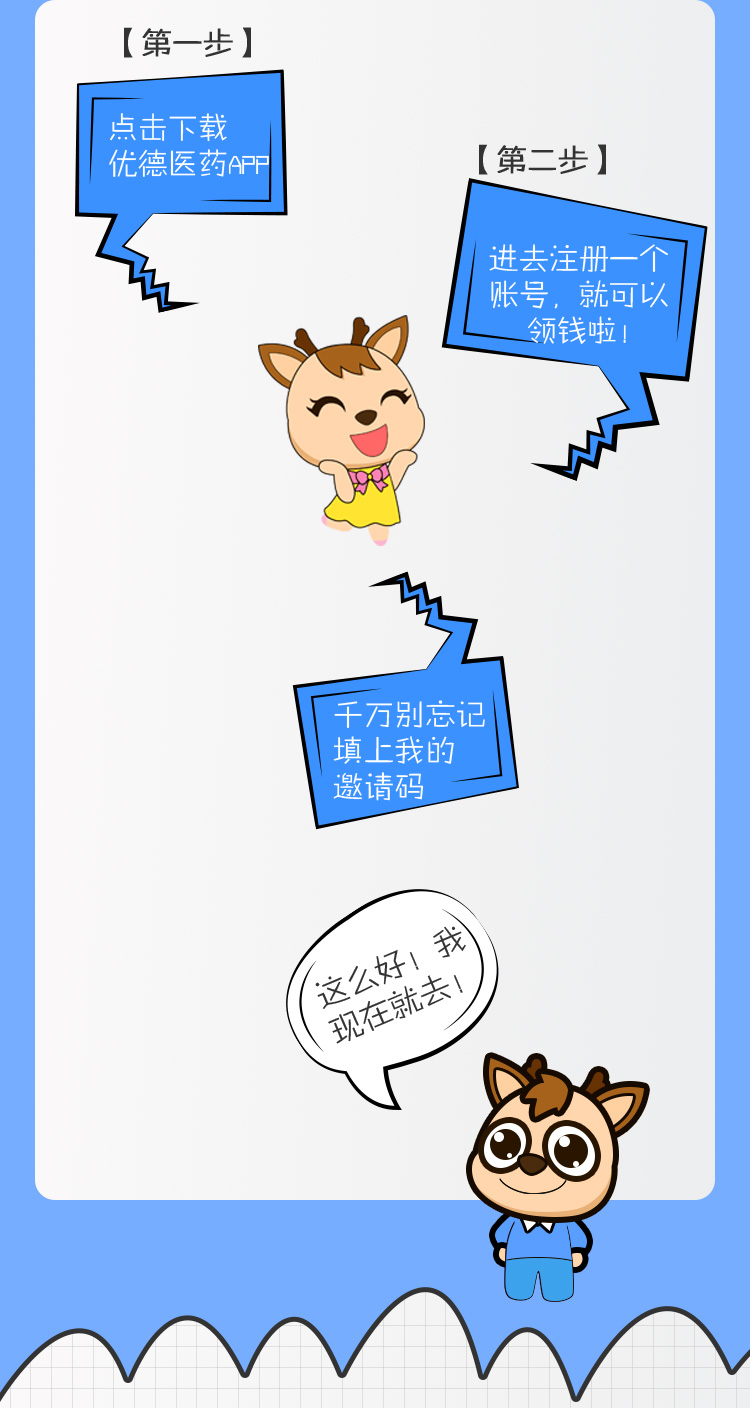 【第一步】
点击下载
优德医药APP
【第二步】
进去注册一个
账号，就可以
领钱啦！
千万别忘记
填上我的
邀请码
这么好！我
现在就去！